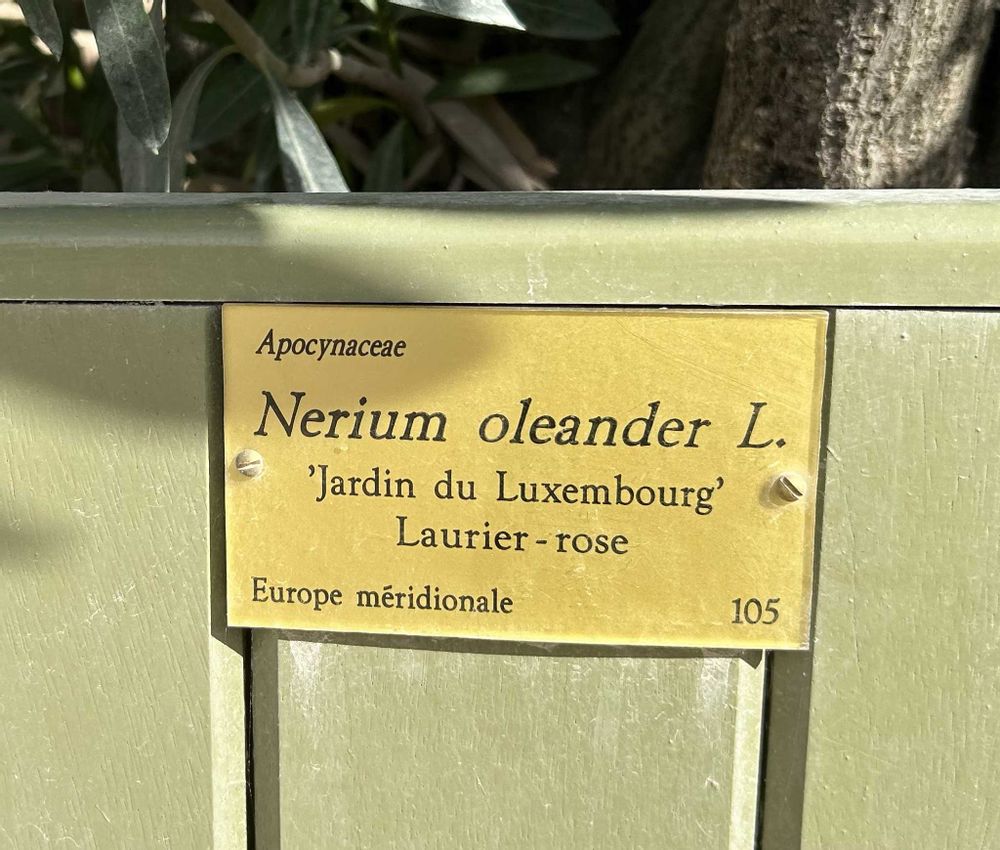 Apocynaceae
Nerium oleander L.
’Jardin du Luxembourg’
Laurier-rose
Europe méridionale
105